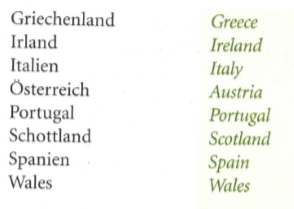 Griechenland Greece
Irland Ireland
Italien Italy
Österreich Austria
Portugal Portugal
Schottland Scotland
Spanien Spain
Wales Wales